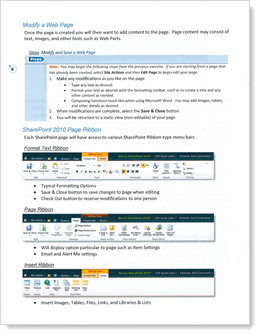 Modify a Web Page
Once the page is created you will then want to add content to the page. Page content may consist of
text, images, and other tools such as Web Parts.
Steps: Modify and Save a Web Page
Steps
6
Note: You may begin the following steps from the previous exercise. If you are starting from a page that
has already been created, select Site Actions and then Edit Page to begin edit your page.
1. Make any modifications as you like on the page.
• Type any text as desired.
• Format your text as desired with the formatting toolbar, such as to create a title and any
other content as needed.
• Composing functions much like when using Microsoft Word. You may add images, tables,
and other details as desired.
2. When modifications are complete, select the Save & Close button.
3. You will be returned to a static view (non-editable) of your page.
SharePoint 2010 Page Ribbon
Each SharePoint page will have access to various SharePoint Ribbon-type menu bars.
Format Text Ribbon
• Typical Formatting Options
• Save & Close button to save changes to page when editing
• Check Out button to reserve modifications to one person
Page Ribbon
• Will display option particular to page such as Item Settings
• Email and Alert Me settings
Insert Ribbon
• Insert Images, Tables, Files, Links, and Libraries & Lists